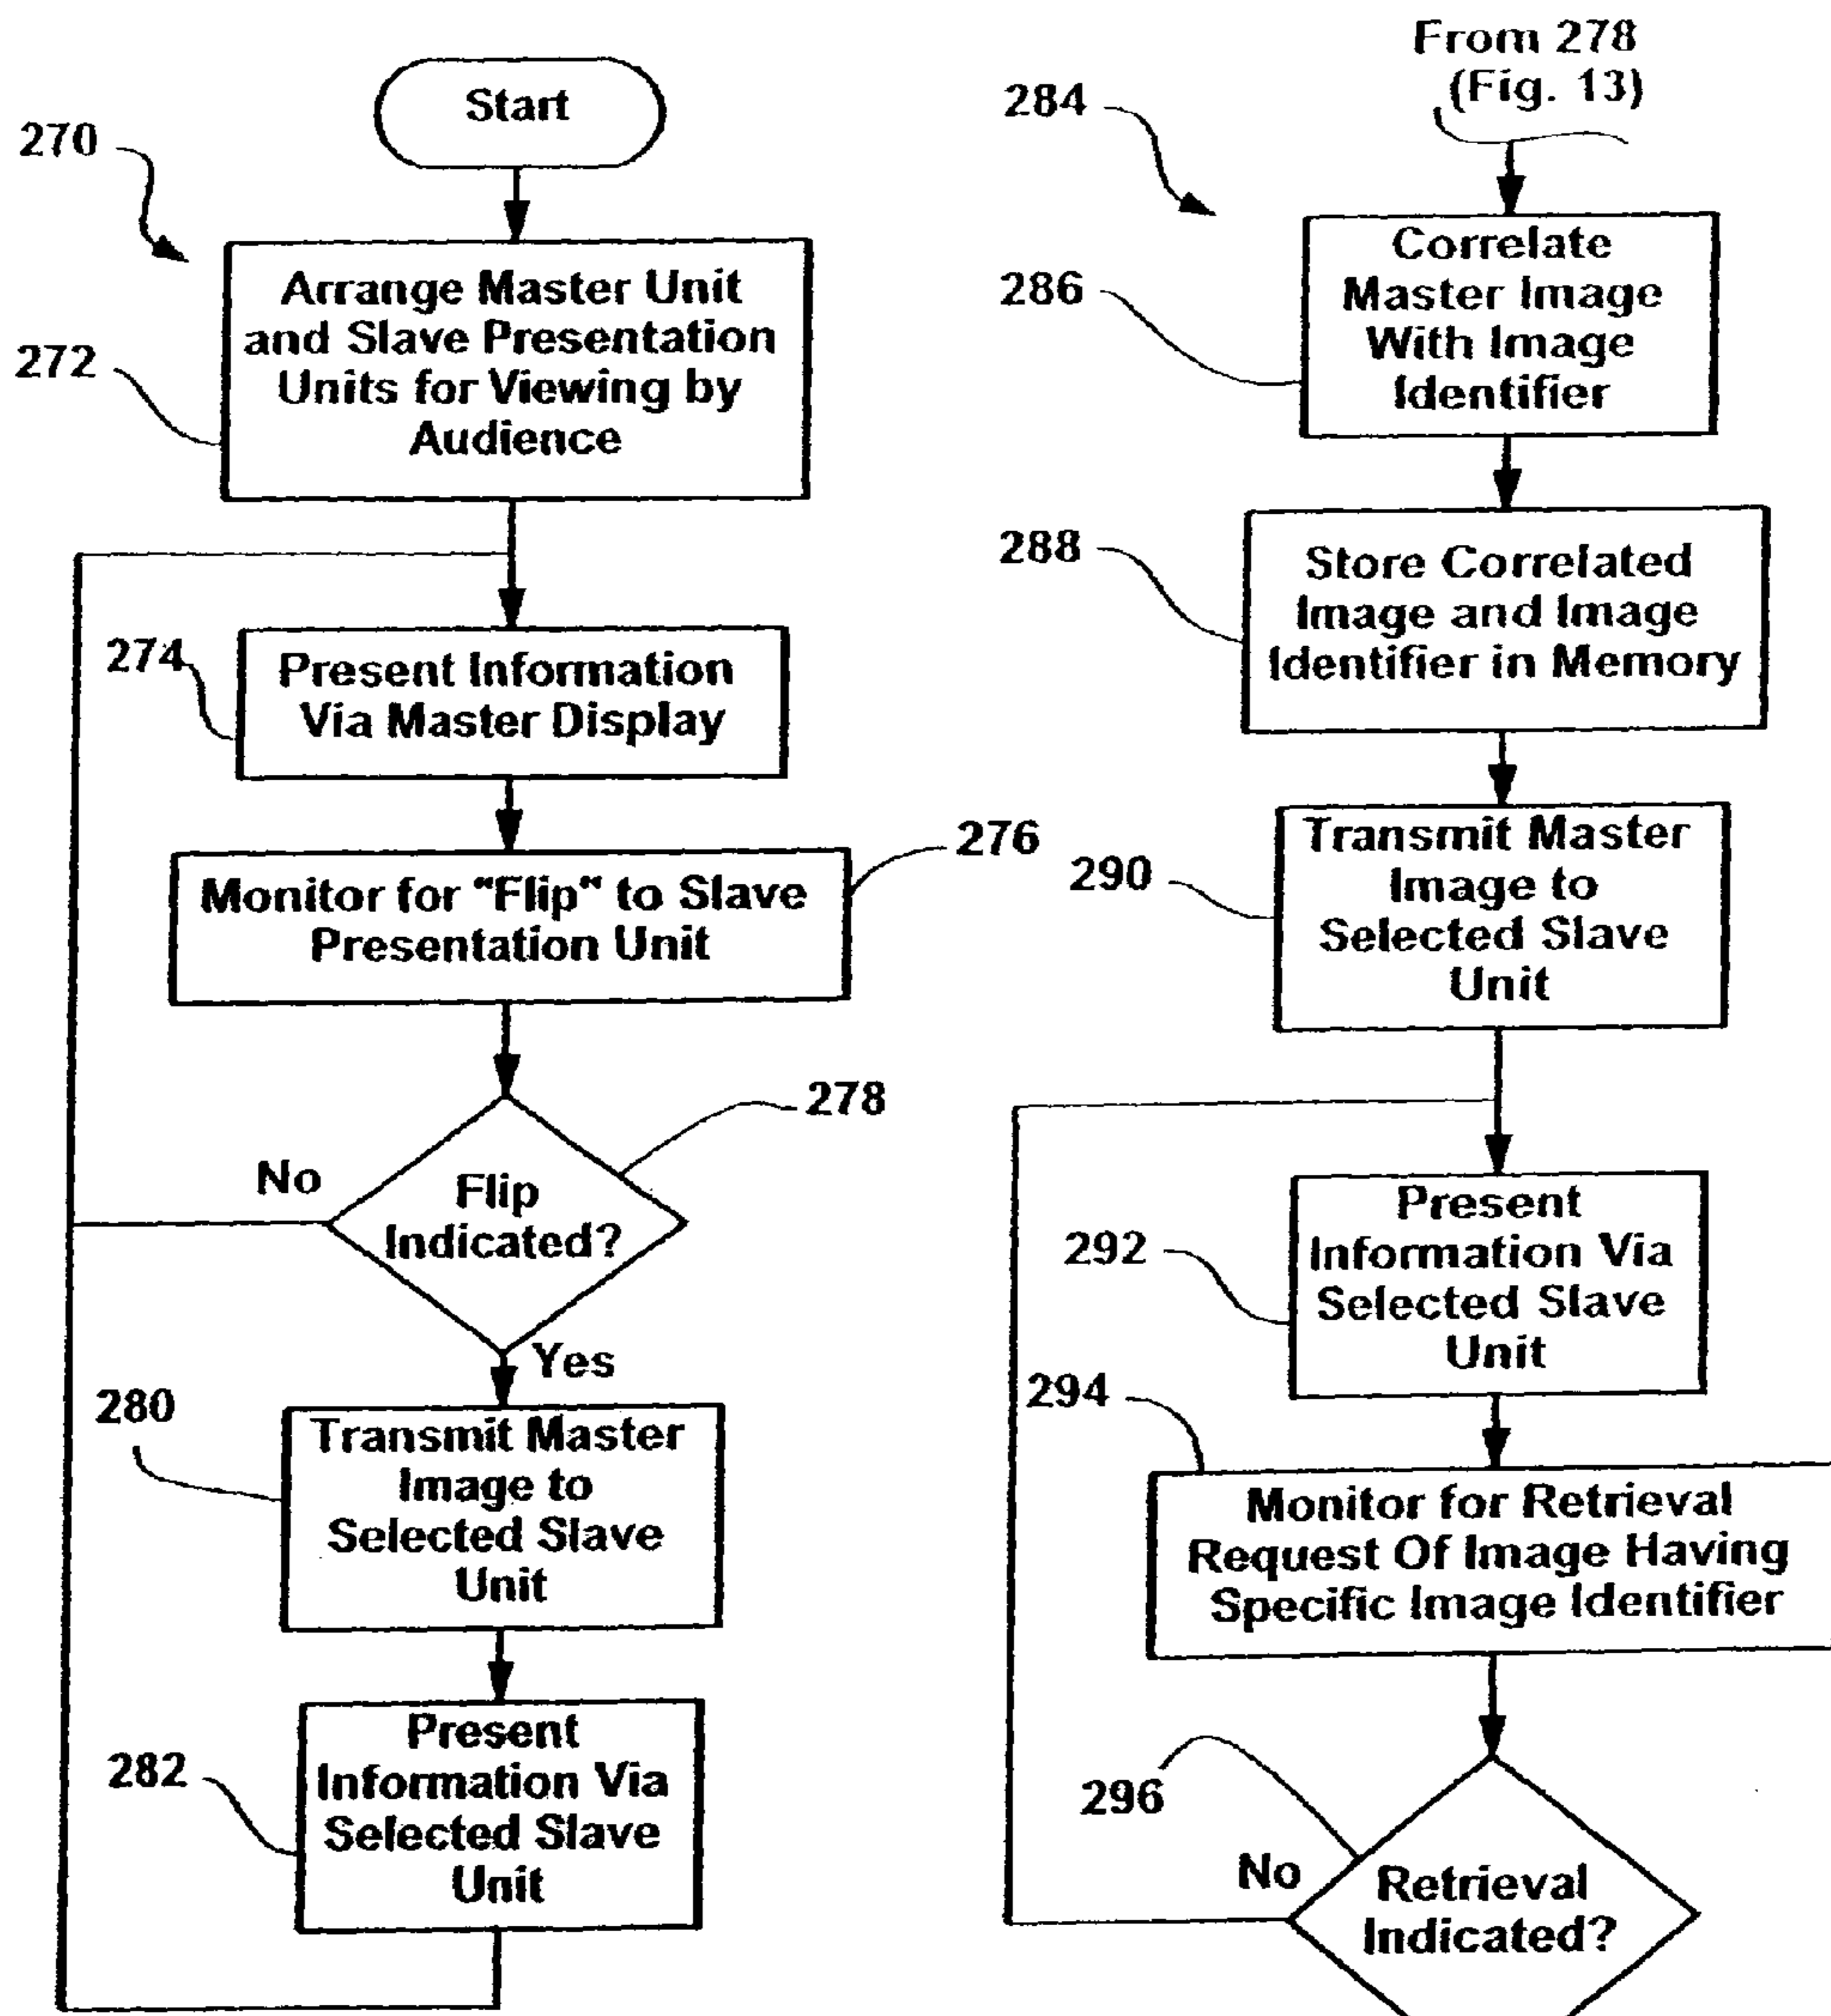 Start
270
Arrange Master Unit
and Slave Presentation
Units for Viewing by
Audience
272
274
Present Information
Via Master Display
276
Monitor for "Flip" to Slave
Presentation Unit
278
No
Flip
Indicated?
Yes
280
Transmit Master
Image to
Selected Slave
Unit
282
Present
Information Via
Selected Slave
Unit
From 278
(Fig. 13)
284
Correlate
Master Image
With Image
Identifier
286
288
Store Correlated
Image and Image
Identifier in Memory
290
Transmit Master
Image to
Selected Slave
Unit
292
Present
Information Via
Selected Slave
Unit
294
Monitor for Retrieval
Request Of Image Having
Specific Image Identifier
296
No
Retrieval
Indicated?